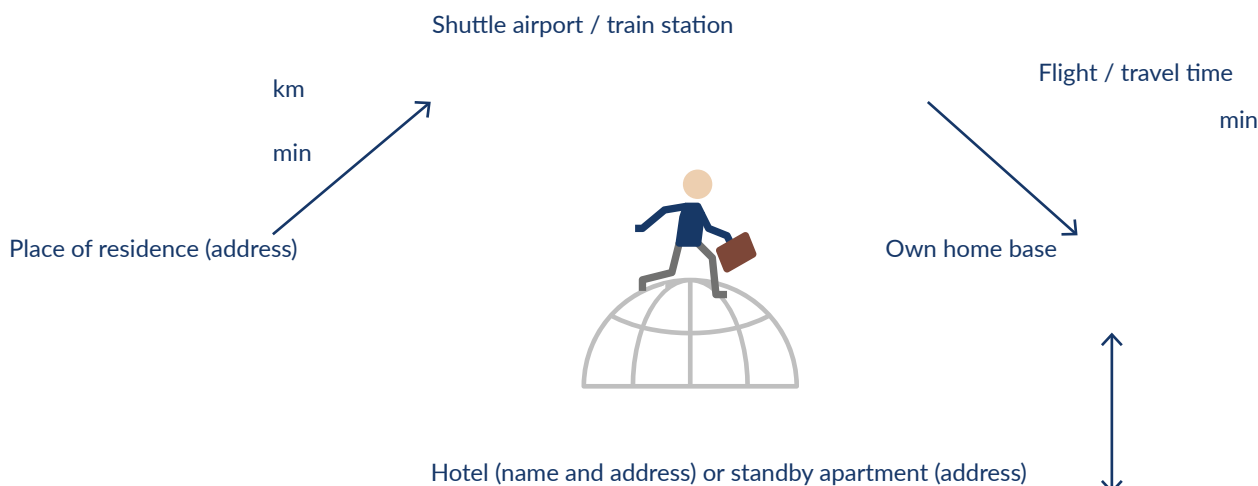 Shuttle airport / train station
Flight / travel time
km
min
min
Place of residence (address)
Own home base
Hotel (name and address) or standby apartment (address)